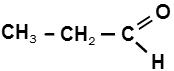 O
CH₃ – CH₂ – C
H